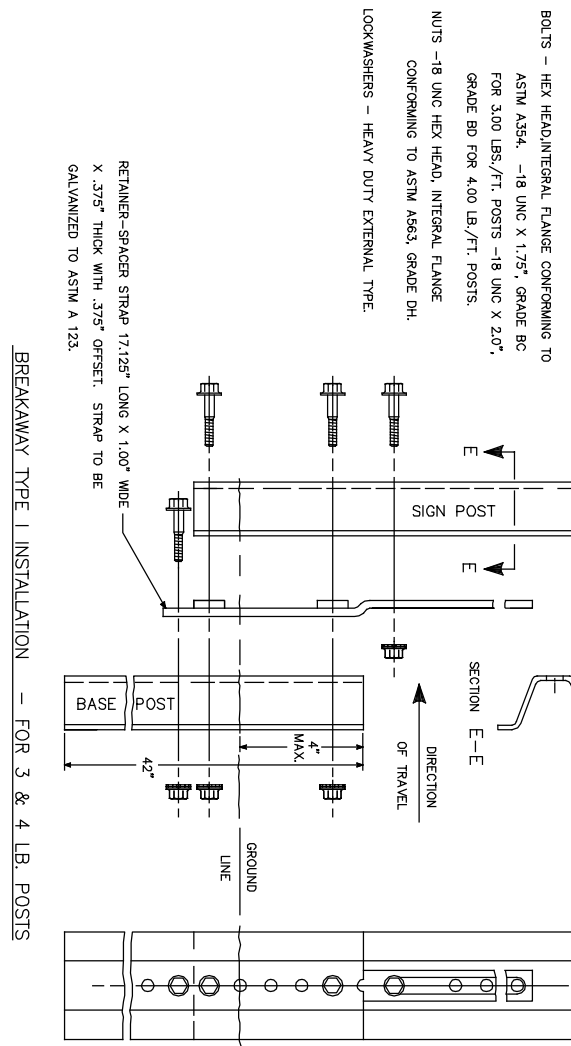 BOLTS - HEX HEAD,INTEGRAL FLANGE CONFORMING TO
ASTM A354. -18 UNC X 1.75", GRADE BC
FOR 3.00 LBS./FT. POSTS -18 UNC X 2.0",
GRADE BD FOR 4.00 LB./FT. POSTS.
NUTS -18 UNC HEX HEAD, INTEGRAL FLANGE
CONFORMING TO ASTM A563, GRADE DH.
LOCKWASHERS - HEAVY DUTY EXTERNAL TYPE.
RETAINER-SPACER STRAP 17.125" LONG X 1.00" WIDE
X .375" THICK WITH .375" OFFSET. STRAP TO BE
GALVANIZED TO ASTM A 123.
E
E
SIGN POST
SECTION E-E
DIRECTION
OF TRAVEL
BASE POST
4"
MAX.
42"
GROUND
LINE
BREAKAWAY TYPE I INSTALLATION - FOR 3 & 4 LB. POSTS